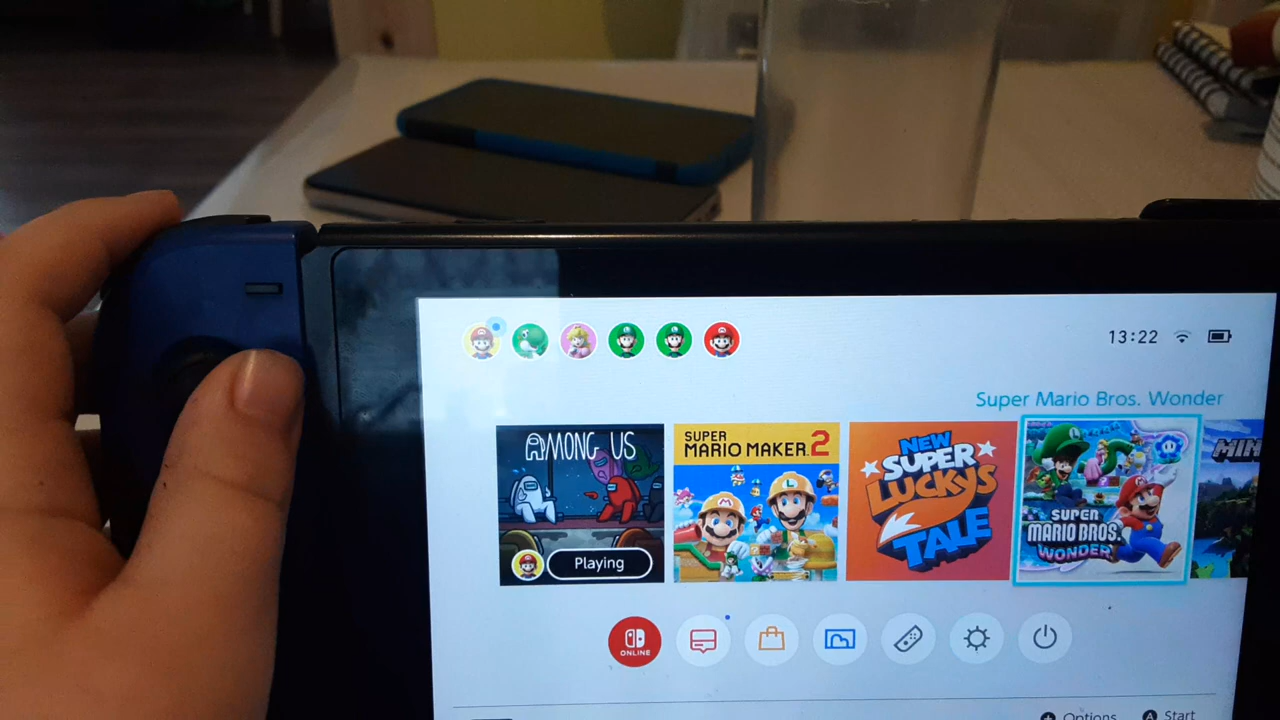 13:22
Super Mario Bros. Wonder
AMONG US
Playing
SUPER
MARIO MAKER 2
NEW
SUPER
LUCKY'S
TALE
SUPER
MARIO BROS.
WONDER
MIN
ONLINE
Options
A Start